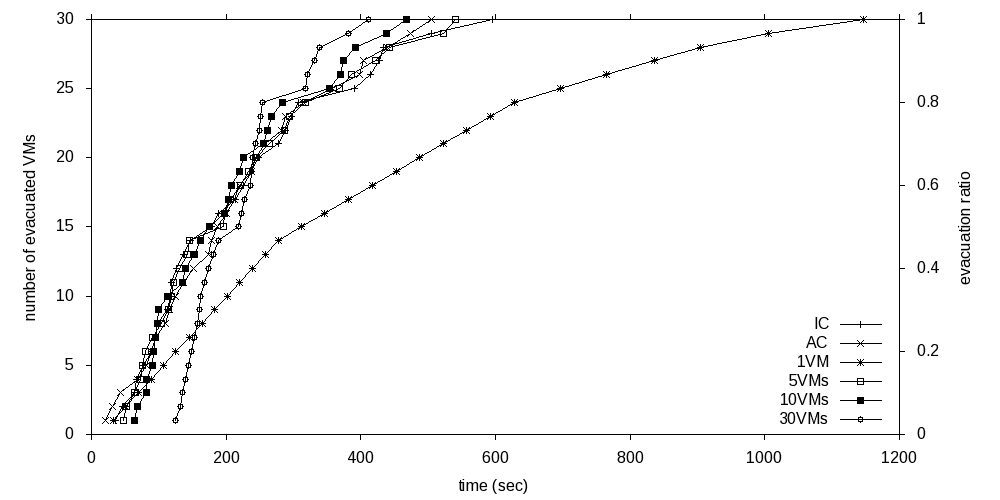 30
25
20
15
10
5
0
number of evacuated VMs
1
0.8
0.6
0.4
0.2
0
evacuation ratio
IC
AC
1VM
5VMs
10VMs
30VMs
0 200 400 600 800 1000 1200
time (sec)